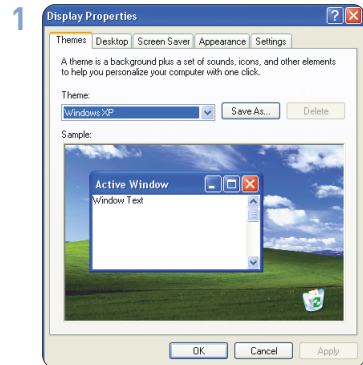 1
Display Properties
Themes Desktop Screen Saver Appearance Settings
A theme is a background plus a set of sounds, icons, and other elements
to help you personalize your computer with one click.
Theme:
Windows XP Save As... Delete
Sample:
Active Window
Window Text
OK Cancel Apply